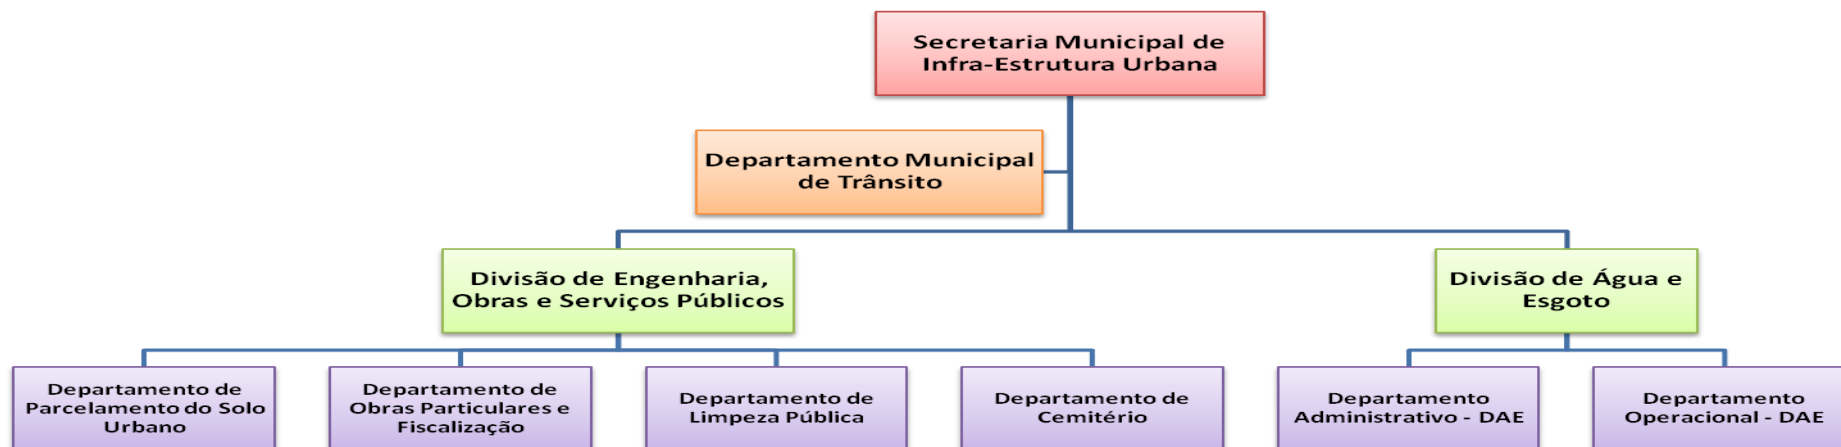 Secretaria Municipal de
Infra-Estrutura Urbana
Departamento Municipal
de Trânsito
Divisão de Engenharia,
Obras e Serviços Públicos
Divisão de Água e
Esgoto
Departamento de
Parcelamento do Solo
Urbano
Departamento de
Obras Particulares e
Fiscalização
Departamento de
Limpeza Pública
Departamento de
Cemitério
Departamento
Administrativo - DAE
Departamento
Operacional - DAE